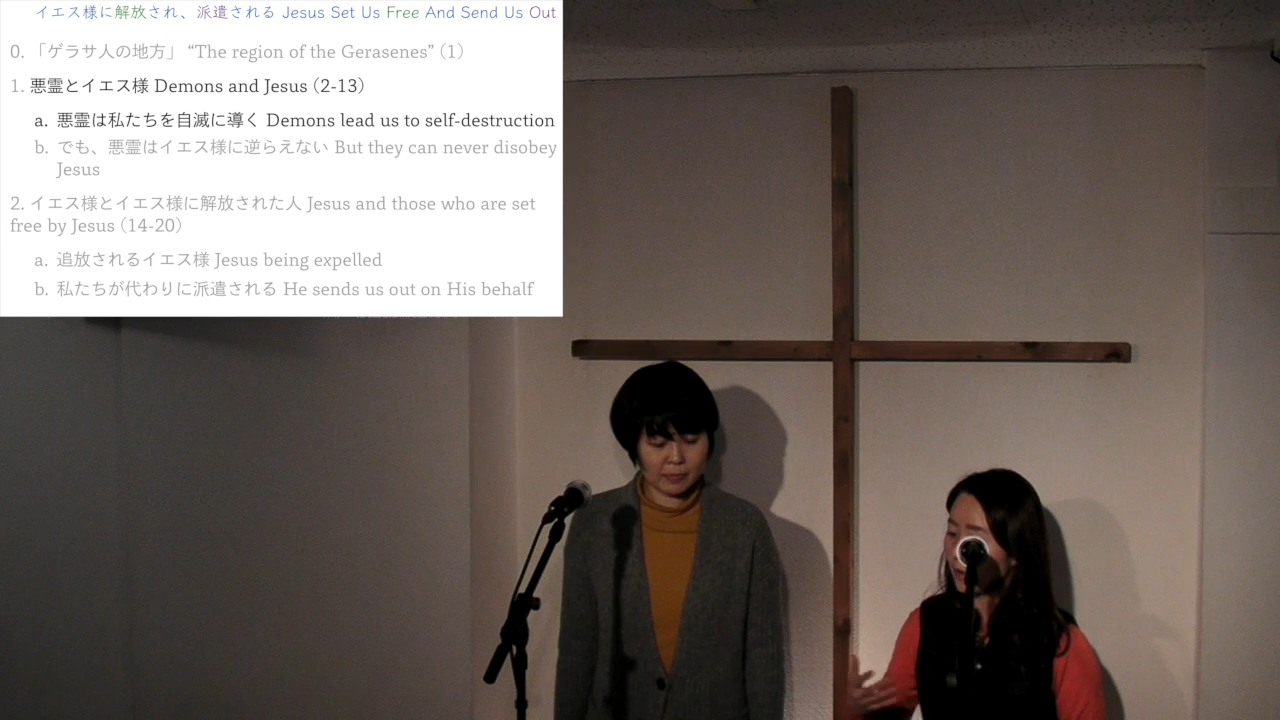 イエス様に解放され、派遣される Jesus Set Us Free And Send Us Out
0. 「ゲラサ人の地方」 “The region of the Gerasenes” (1)
1. 悪霊とイエス様 Demons and Jesus (2-13)
a. 悪霊は私たちを自滅に導く Demons lead us to self-destruction
b. でも、悪霊はイエス様に逆らえない But they can never disobey
Jesus
2. イエス様とイエス様に解放された人 Jesus and those who are set
free by Jesus (14-20)
a. 追放されるイエス様 Jesus being expelled
b. 私たちが代わりに派遣される He sends us out on His behalf